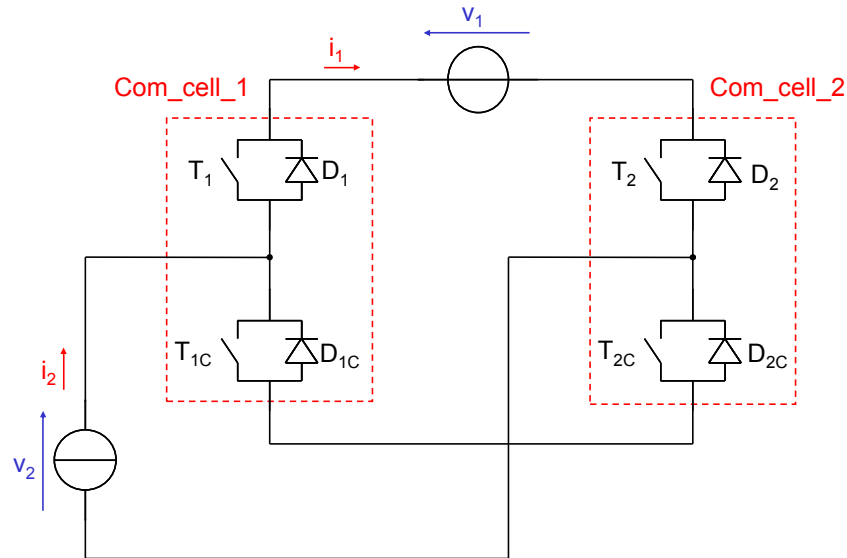 v₁
i₁
Com_cell_1
Com_cell_2
T₁
D₁
T₂
D₂
T₁C
D₁C
T₂C
D₂C
i₂
v₂